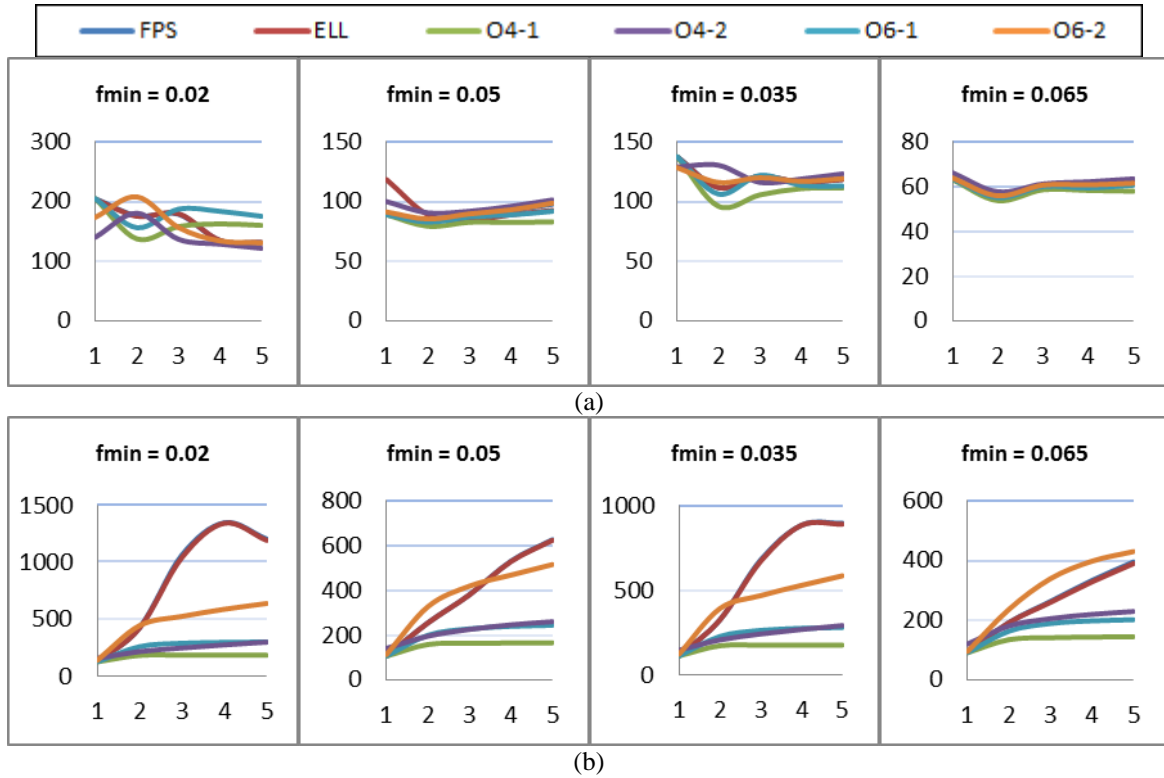 FPS ELL O4-1 O4-2 O6-1 O6-2
fmin = 0.02
300
200
100
0
1 2 3 4 5
fmin = 0.05
150
100
50
0
1 2 3 4 5
fmin = 0.035
150
100
50
0
1 2 3 4 5
fmin = 0.065
80
60
40
20
0
1 2 3 4 5
(a)
fmin = 0.02
1500
1000
500
0
1 2 3 4 5
fmin = 0.05
800
600
400
200
0
1 2 3 4 5
fmin = 0.035
1000
500
0
1 2 3 4 5
fmin = 0.065
600
400
200
0
1 2 3 4 5
(b)